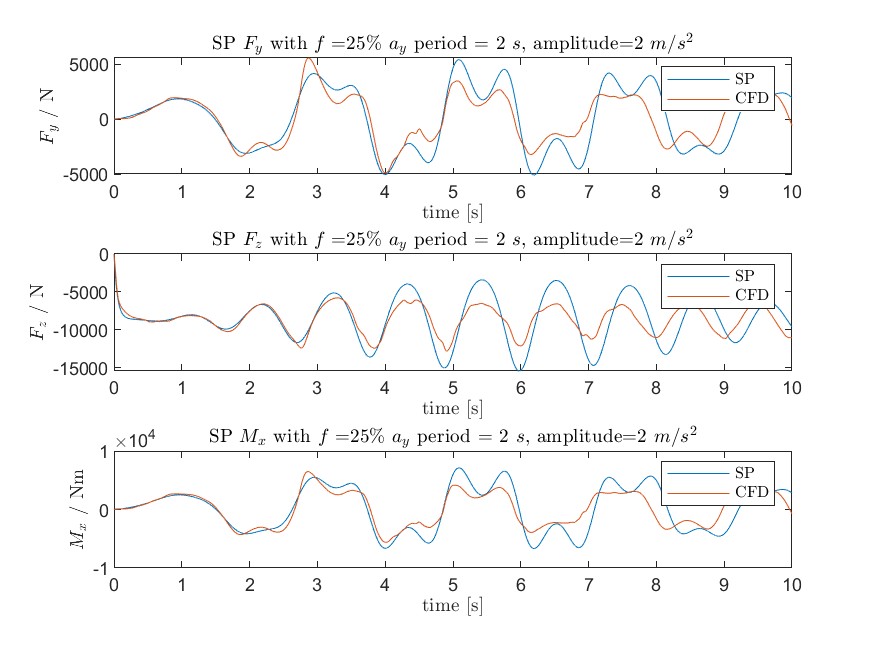 SP F_y with f =25% a_y period = 2 s, amplitude=2 m/s^2
5000
0
-5000
F_y / N
SP
CFD
0 1 2 3 4 5 6 7 8 9 10
time [s]
SP F_z with f =25% a_y period = 2 s, amplitude=2 m/s^2
0
-5000
-10000
-15000
F_z / N
SP
CFD
0 1 2 3 4 5 6 7 8 9 10
time [s]
SP M_x with f =25% a_y period = 2 s, amplitude=2 m/s^2
×10^4
1
0
-1
M_x / Nm
SP
CFD
0 1 2 3 4 5 6 7 8 9 10
time [s]